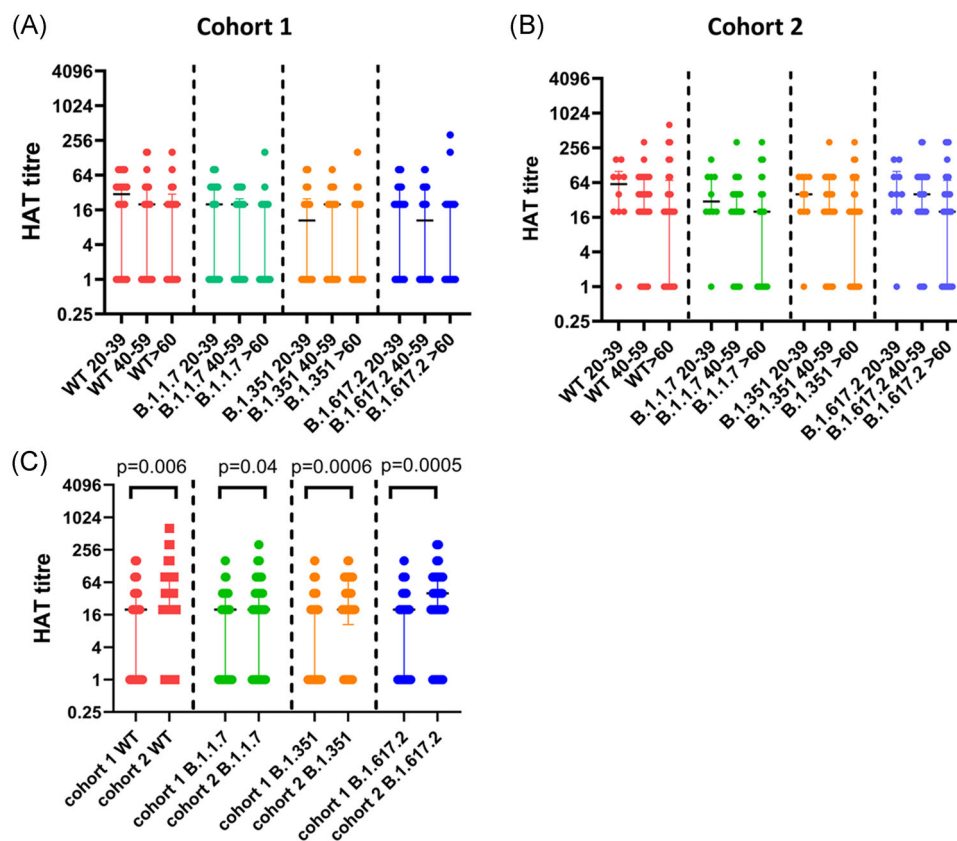 (A)
Cohort 1
HAT titre
4096
1024
256
64
16
4
1
0.25
WT 20-39
WT 40-59
WT>60
B.1.1.7 20-39
B.1.1.7 40-59
B.1.1.1.7 >60
B.1.351 20-39
B.1.351 40-59
B.1.351 >60
B.1.617.2 20-39
B.1.617.2 40-59
B.1.617.2 >60
(B)
Cohort 2
HAT titre
4096
1024
256
64
16
4
1
0.25
WT 20-39
WT 40-59
WT>60
B.1.1.7 20-39
B.1.1.7 40-59
B.1.1.1.7 >60
B.1.351 20-39
B.1.351 40-59
B.1.351 >60
B.1.617.2 20-39
B.1.617.2 40-59
B.1.617.2 >60
(C)
p=0.006
p=0.04
p=0.0006
p=0.0005
HAT titre
4096
1024
256
64
16
4
1
0.25
cohort 1 WT
cohort 2 WT
cohort 1 B.1.1.7
cohort 2 B.1.1.7
cohort 1 B.1.351
cohort 2 B.1.351
cohort 1 B.1.617.2
cohort 2 B.1.617.2